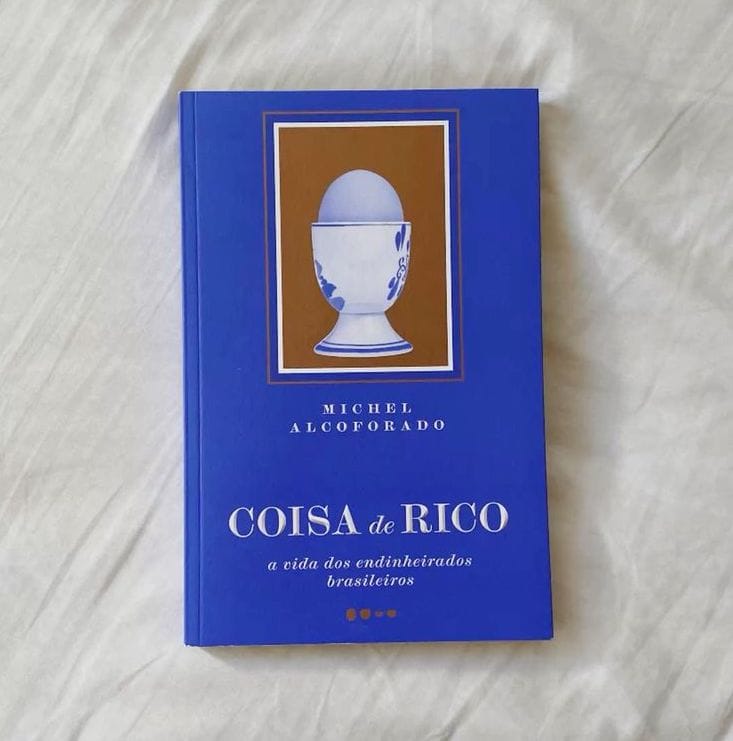 MICHEL
ALCOFORADO
COISA de RICO
a vida dos endinheirados
brasileiros